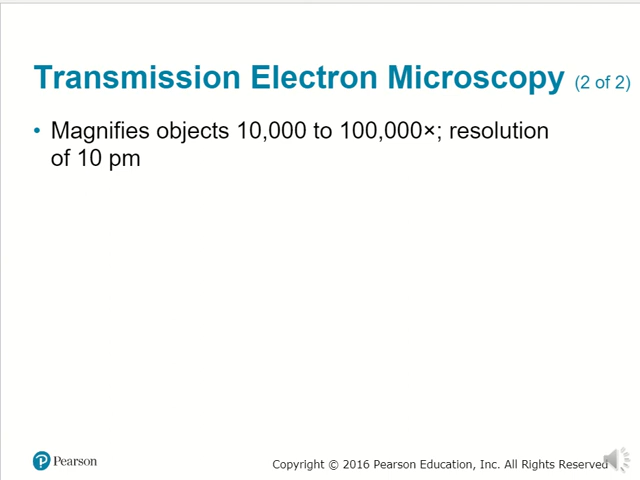 Transmission Electron Microscopy (2 of 2)
• Magnifies objects 10,000 to 100,000×; resolution
of 10 pm
Pearson
Copyright © 2016 Pearson Education, Inc. All Rights Reserved